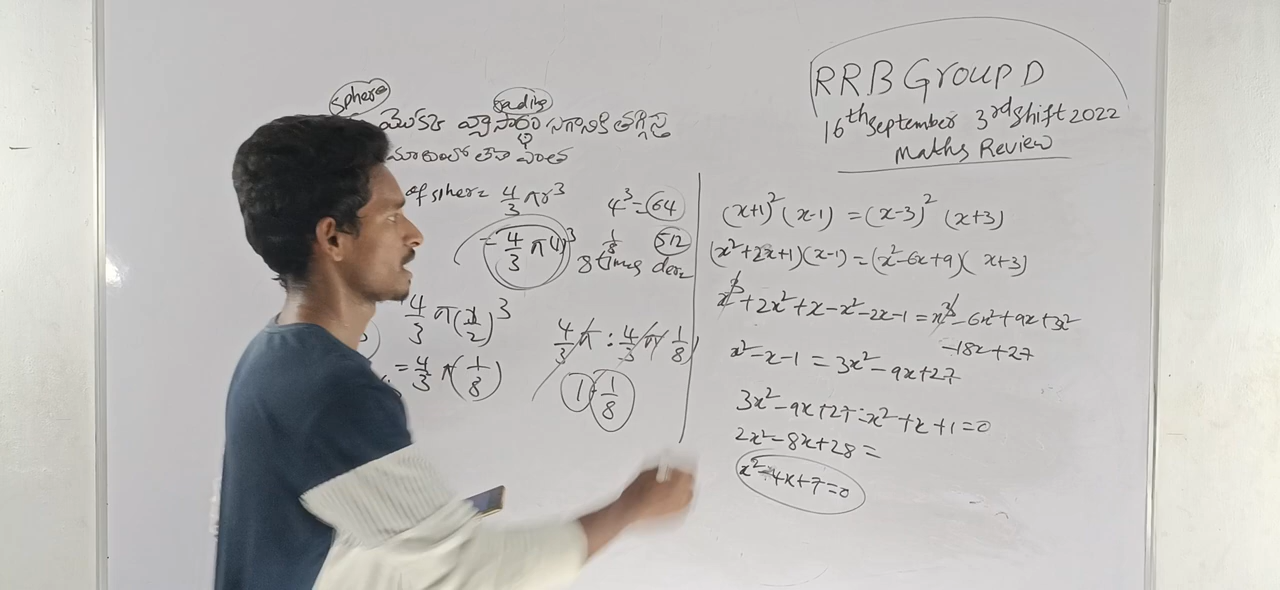 RRB Group D
16th September 3rd Shift 2022
Maths Review
sphere
radius
మొక్క వ్యాసారం సగానికి తగ్గిస్తే
of spher=
4/3 πr³
= 4/3 π(1)³
4³=64
512
1/8
8 times dec
4/3 π(1/2)³
= 4/3 π(1/8)
4/3 π : 4/3 π 1/8
1 : 1/8
(x+1)² (x-1) = (x-3)² (x+3)
(x²+2x+1)(x-1) = (x²-6x+9)(x+3)
x³+2x²+x-x²-2x-1 = x³-6x²+9x+3x²
-18x+27
x²-x-1 = 3x²-9x+27
3x²-9x+27-x²+x+1=0
2x²-8x+28=
x²-4x+7=0